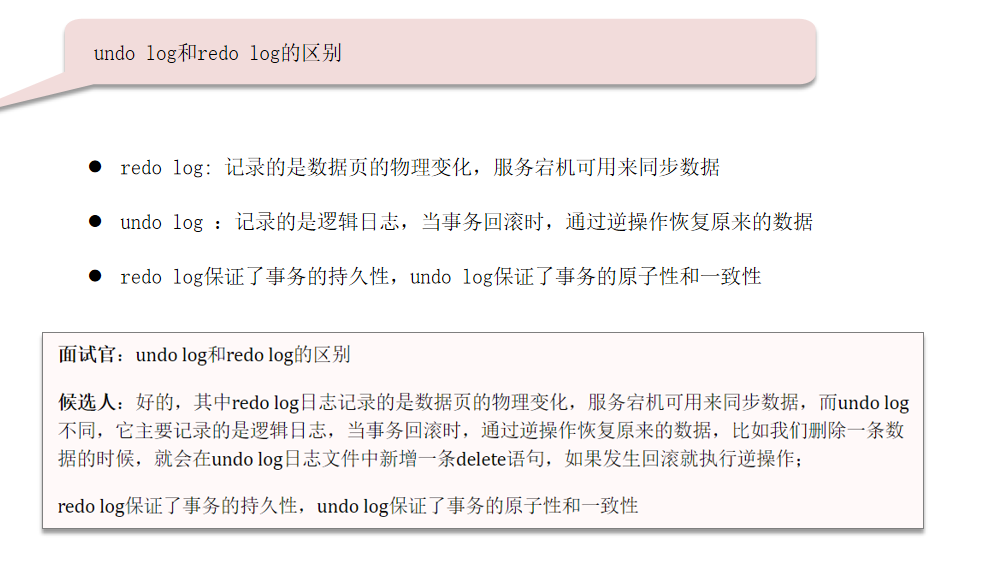 undo log和redo log的区别
redo log: 记录的是数据页的物理变化，服务宕机可用来同步数据
undo log ：记录的是逻辑日志，当事务回滚时，通过逆操作恢复原来的数据
redo log保证了事务的持久性，undo log保证了事务的原子性和一致性
面试官：undo log和redo log的区别
候选人：好的，其中redo log日志记录的是数据页的物理变化，服务宕机可用来同步数据，而undo log
不同，它主要记录的是逻辑日志，当事务回滚时，通过逆操作恢复原来的数据，比如我们删除一条数
据的时候，就会在undo log日志文件中新增一条delete语句，如果发生回滚就执行逆操作；
redo log保证了事务的持久性，undo log保证了事务的原子性和一致性